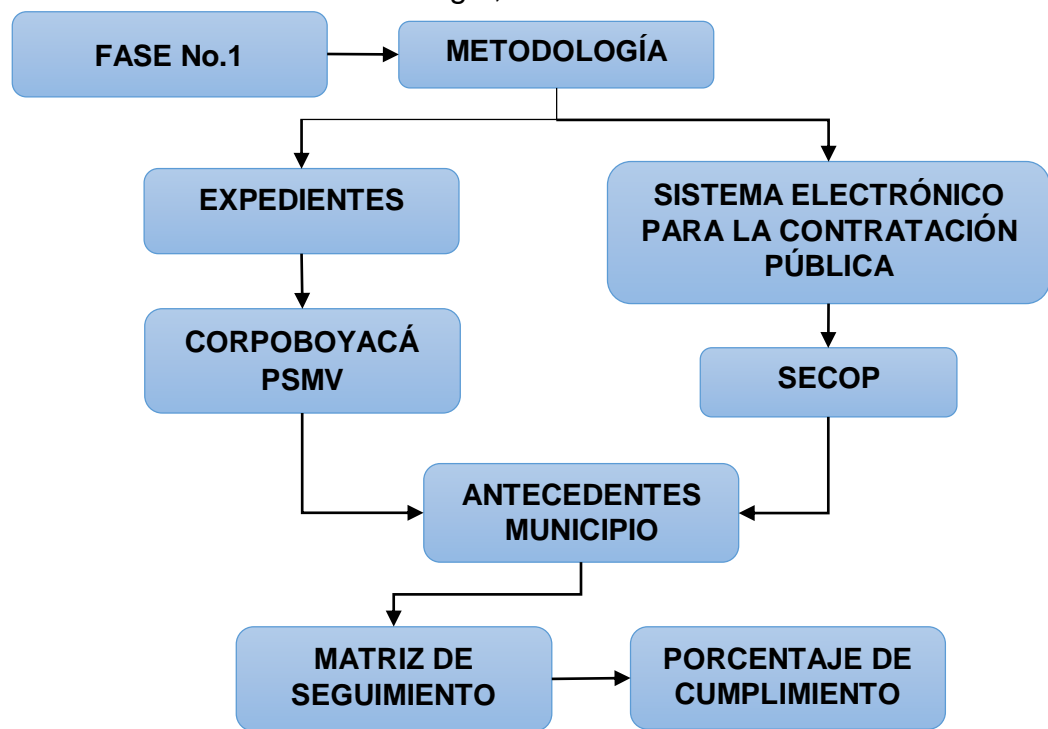 FASE No.1
METODOLOGÍA
EXPEDIENTES
SISTEMA ELECTRÓNICO
PARA LA CONTRATACIÓN
PÚBLICA
CORPOBOYACÁ
PSMV
SECOP
ANTECEDENTES
MUNICIPIO
MATRIZ DE
SEGUIMIENTO
PORCENTAJE DE
CUMPLIMIENTO